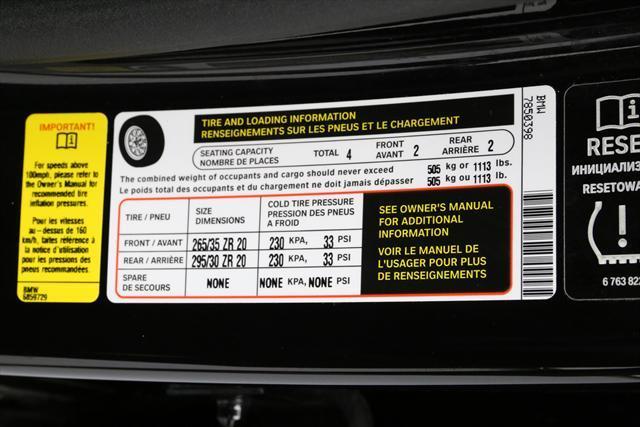 IMPORTANT!
For speeds above
100mph, please refer to
the Owner's Manual for
recommended tire
inflation pressures.
Pour les vitesses
au-dessus de 160
km/h, faites référence à
la notice d'utilisation
pour les pressions des
pneus recommandées.
BMW
6859729
TIRE AND LOADING INFORMATION
RENSEIGNEMENTS SUR LES PNEUS ET LE CHARGEMENT
SEATING CAPACITY
NOMBRE DE PLACES
TOTAL 4
FRONT
AVANT 2
REAR
ARRIÈRE 2
The combined weight of occupants and cargo should never exceed 505 kg or 1113 lbs.
Le poids total des occupants et du chargement ne doit jamais dépasser 505 kg ou 1113 lb.
TIRE / PNEU
SIZE
DIMENSIONS
COLD TIRE PRESSURE
PRESSION DES PNEUS
A FROID
FRONT / AVANT 265/35 ZR 20 230 KPA, 33 PSI
REAR / ARRIÈRE 295/30 ZR 20 230 KPA, 33 PSI
SPARE
DE SECOURS NONE NONE KPA, NONE PSI
SEE OWNER'S MANUAL
FOR ADDITIONAL
INFORMATION
VOIR LE MANUEL DE
L'USAGER POUR PLUS
DE RENSEIGNEMENTS
BMW
7850398
RESE
ИНИЦИАЛИЗ
RESETOWA
6 763 822